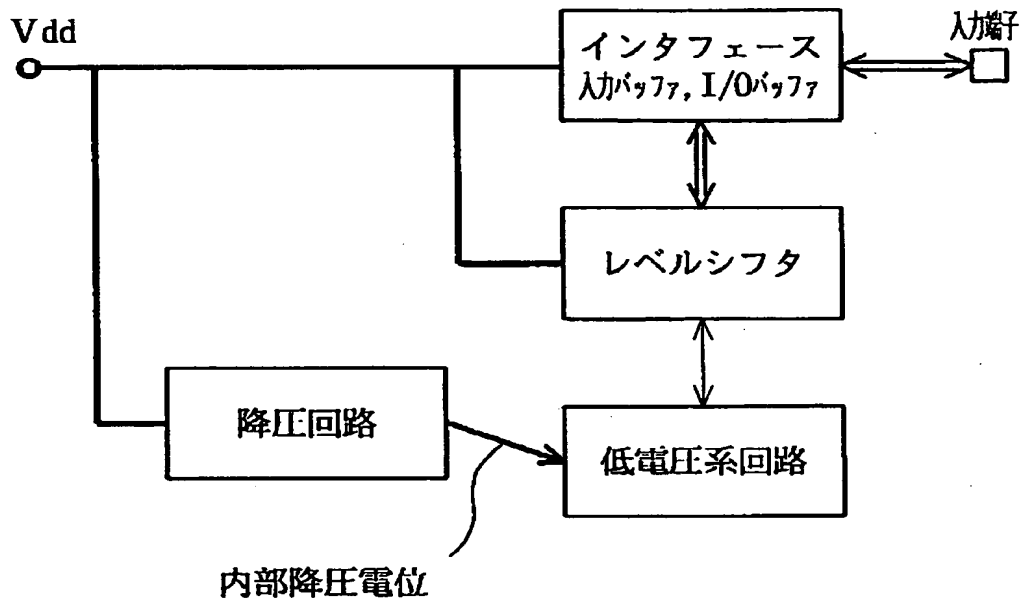 Vdd
入力端子
インタフェース
入力バッファ, I/Oバッファ
レベルシフタ
降圧回路
低電圧系回路
内部降圧電位